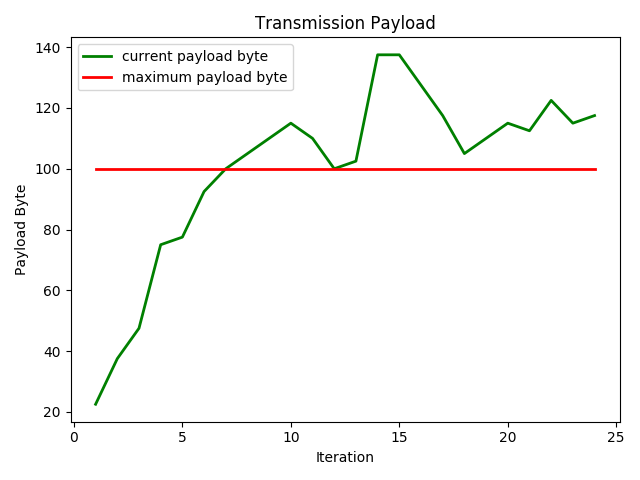 Transmission Payload
current payload byte
maximum payload byte
Payload Byte
140
120
100
80
60
40
20
0 5 10 15 20 25
Iteration